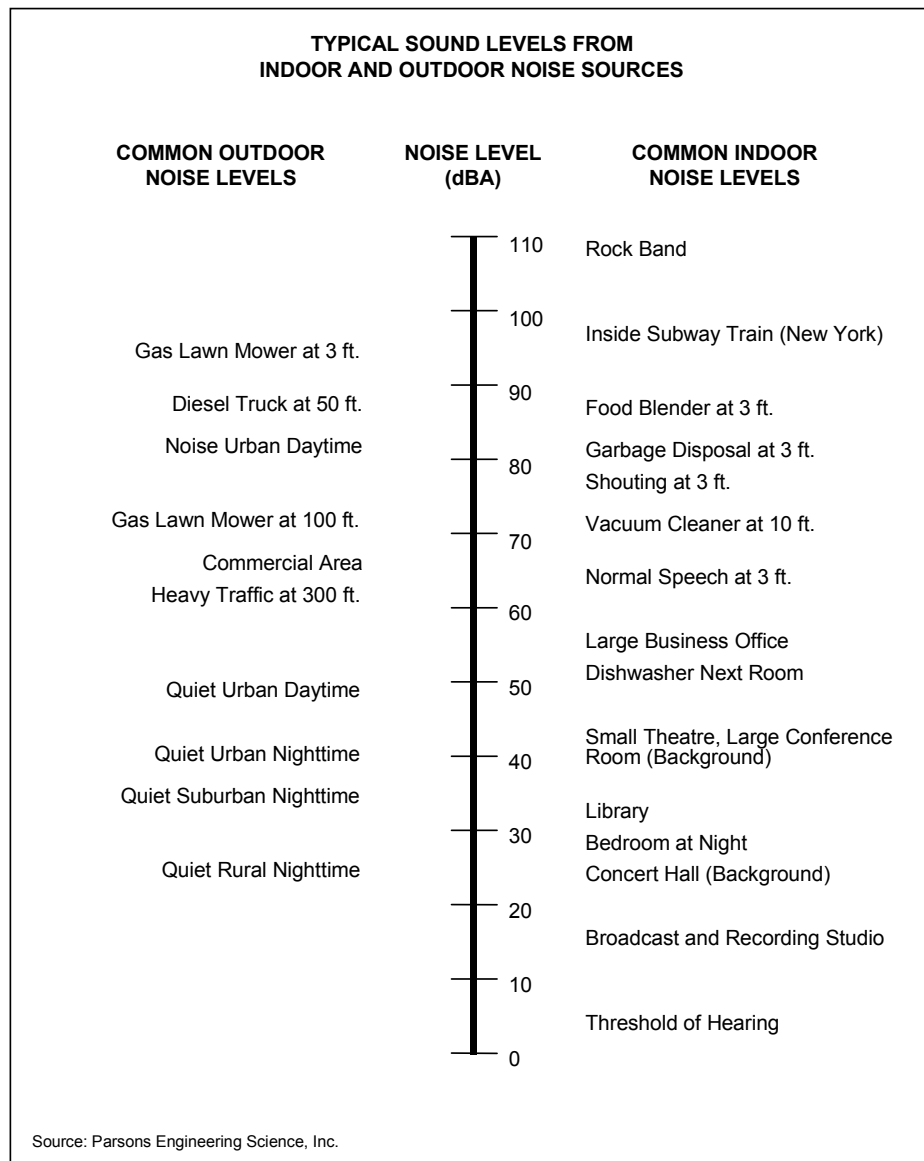 TYPICAL SOUND LEVELS FROM
INDOOR AND OUTDOOR NOISE SOURCES
COMMON OUTDOOR
NOISE LEVELS
NOISE LEVEL
(dBA)
COMMON INDOOR
NOISE LEVELS
110
Rock Band
100
Inside Subway Train (New York)
Gas Lawn Mower at 3 ft.
90
Diesel Truck at 50 ft.
Food Blender at 3 ft.
Noise Urban Daytime
Garbage Disposal at 3 ft.
80
Shouting at 3 ft.
Gas Lawn Mower at 100 ft.
Vacuum Cleaner at 10 ft.
70
Commercial Area
Normal Speech at 3 ft.
Heavy Traffic at 300 ft.
60
Large Business Office
Dishwasher Next Room
Quiet Urban Daytime
50
Small Theatre, Large Conference
Room (Background)
Quiet Urban Nighttime
40
Quiet Suburban Nighttime
Library
30
Bedroom at Night
Quiet Rural Nighttime
Concert Hall (Background)
20
Broadcast and Recording Studio
10
Threshold of Hearing
0
Source: Parsons Engineering Science, Inc.